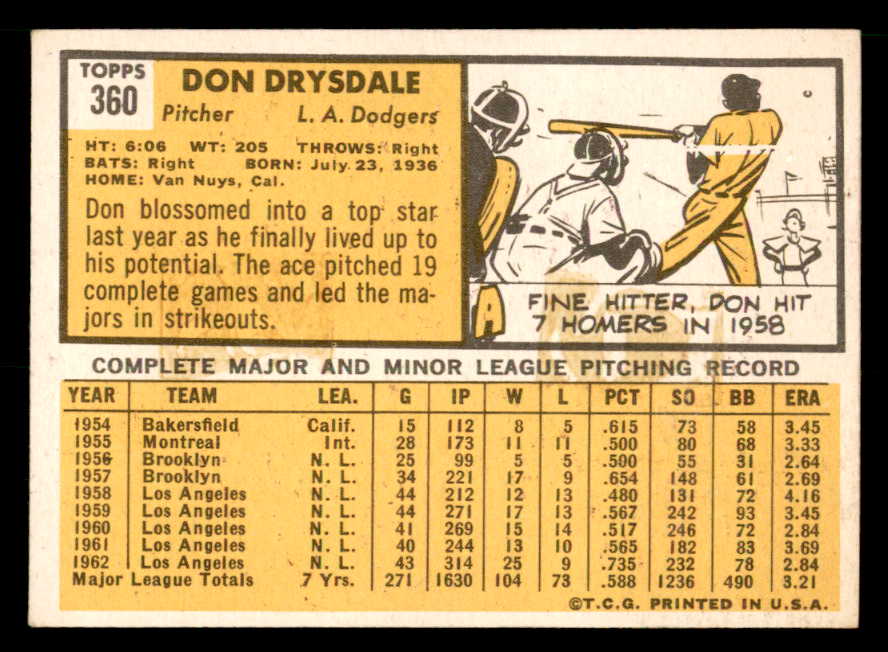 TOPPS
360
DON DRYSDALE
Pitcher L. A. Dodgers
HT: 6:06 WT: 205 THROWS: Right
BATS: Right BORN: July 23, 1936
HOME: Van Nuys, Cal.
Don blossomed into a top star
last year as he finally lived up to
his potential. The ace pitched 19
complete games and led the ma-
jors in strikeouts.
FINE HITTER, DON HIT
7 HOMERS IN 1958
COMPLETE MAJOR AND MINOR LEAGUE PITCHING RECORD
YEAR TEAM LEA. G IP W L PCT SO BB ERA
1954 Bakersfield Calif. 15 112 8 5 .615 73 58 3.45
1955 Montreal Int. 28 173 11 11 .500 80 68 3.33
1956 Brooklyn N. L. 25 99 5 5 .500 55 31 2.64
1957 Brooklyn N. L. 34 221 17 9 .654 148 61 2.69
1958 Los Angeles N. L. 44 212 12 13 .480 131 72 4.16
1959 Los Angeles N. L. 44 271 17 13 .567 242 93 3.45
1960 Los Angeles N. L. 41 269 15 14 .517 246 72 2.84
1961 Los Angeles N. L. 40 244 13 10 .565 182 83 3.69
1962 Los Angeles N. L. 43 314 25 9 .735 232 78 2.84
Major League Totals 7 Yrs. 271 1630 104 73 .588 1236 490 3.21
©T.C.G. PRINTED IN U.S.A.